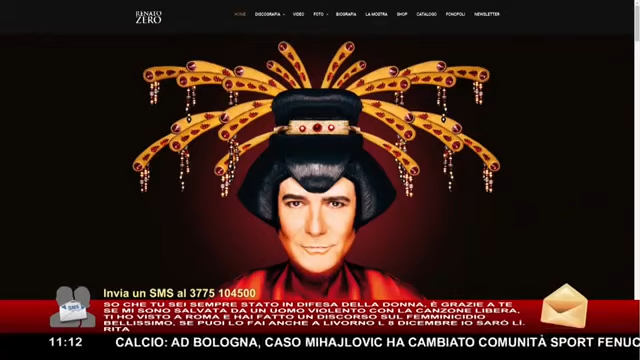 RENATO
ZERO
HOME DISCOGRAFIA VIDEO FOTO BIOGRAFIA LA MOSTRA SHOP CATALOGO FONOPOLI NEWSLETTER
Invia un SMS al 3775 104500
SO CHE TU SEI SEMPRE STATO IN DIFESA DELLA DONNA, È GRAZIE A TE
SE MI SONO SALVATA DA UN UOMO VIOLENTO CON LA CANZONE LIBERA,
TI HO VISTO A ROMA E HAI FATTO UN DISCORSO SUL FEMMINICIDIO
BELLISSIMO, SE PUOI LO FAI ANCHE A LIVORNO L 8 DICEMBRE IO SARÒ LÌ.
RITA
11:12 CALCIO: AD BOLOGNA, CASO MIHAJLOVIC HA CAMBIATO COMUNITÀ SPORT FENUC